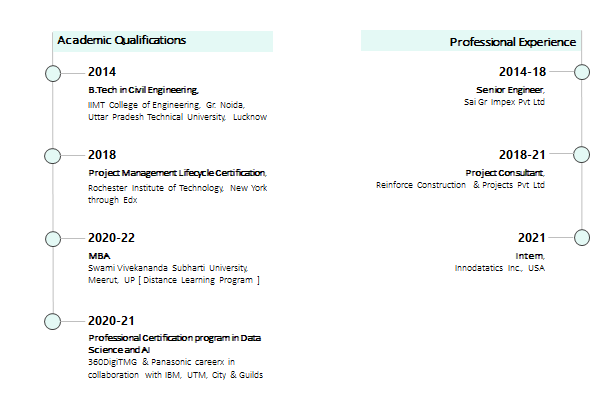 Academic Qualifications
2014
B.Tech in Civil Engineering,
IIMT College of Engineering, Gr. Noida,
Uttar Pradesh Technical University, Lucknow
2018
Project Management Lifecycle Certification,
Rochester Institute of Technology, New York
through Edx
2020-22
MBA
Swami Vivekananda Subharti University,
Meerut, UP [ Distance Learning Program ]
2020-21
Professional Certification program in Data
Science and AI
360DigiTMG & Panasonic careerx in
collaboration with IBM, UTM, City & Guilds
Professional Experience
2014-18
Senior Engineer,
Sai Gr Impex Pvt Ltd
2018-21
Project Consultant,
Reinforce Construction & Projects Pvt Ltd
2021
Intern,
Innodatatics Inc., USA